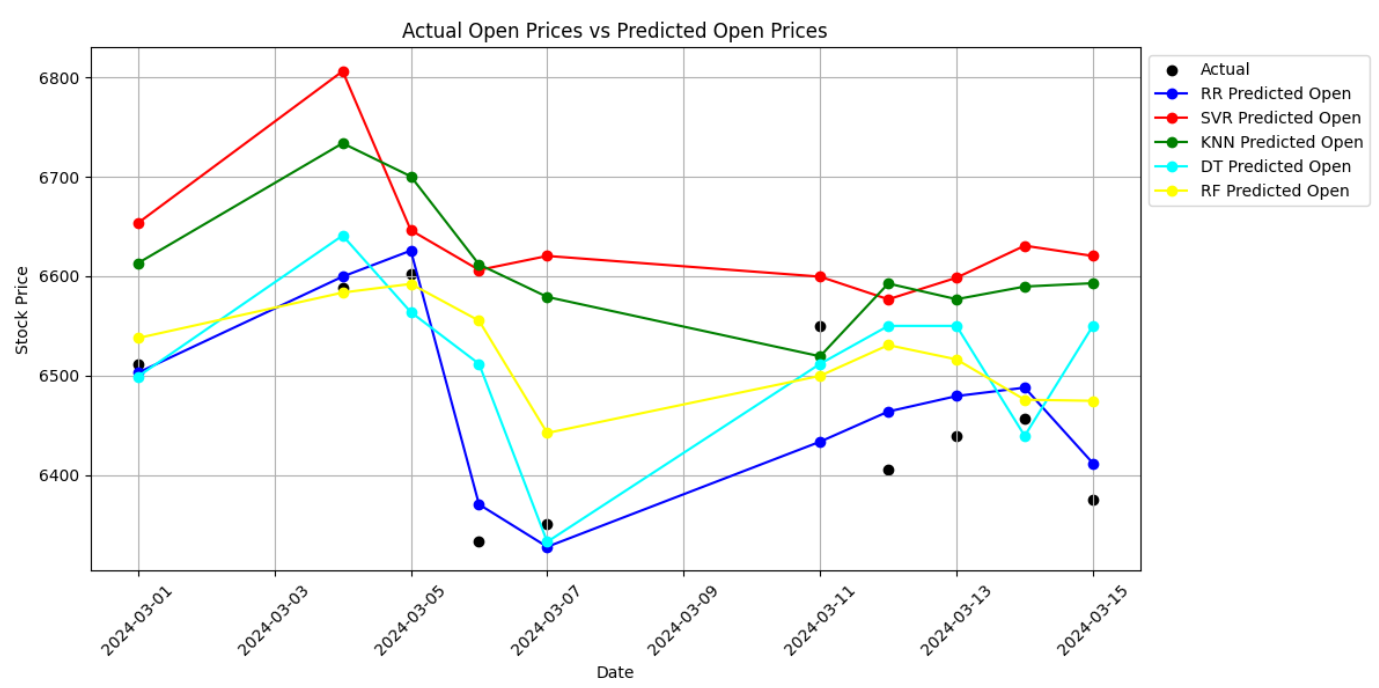 Actual Open Prices vs Predicted Open Prices
Stock Price
6800
6700
6600
6500
6400
2024-03-01
2024-03-03
2024-03-05
2024-03-07
2024-03-09
2024-03-11
2024-03-13
2024-03-15
Date
Actual
RR Predicted Open
SVR Predicted Open
KNN Predicted Open
DT Predicted Open
RF Predicted Open